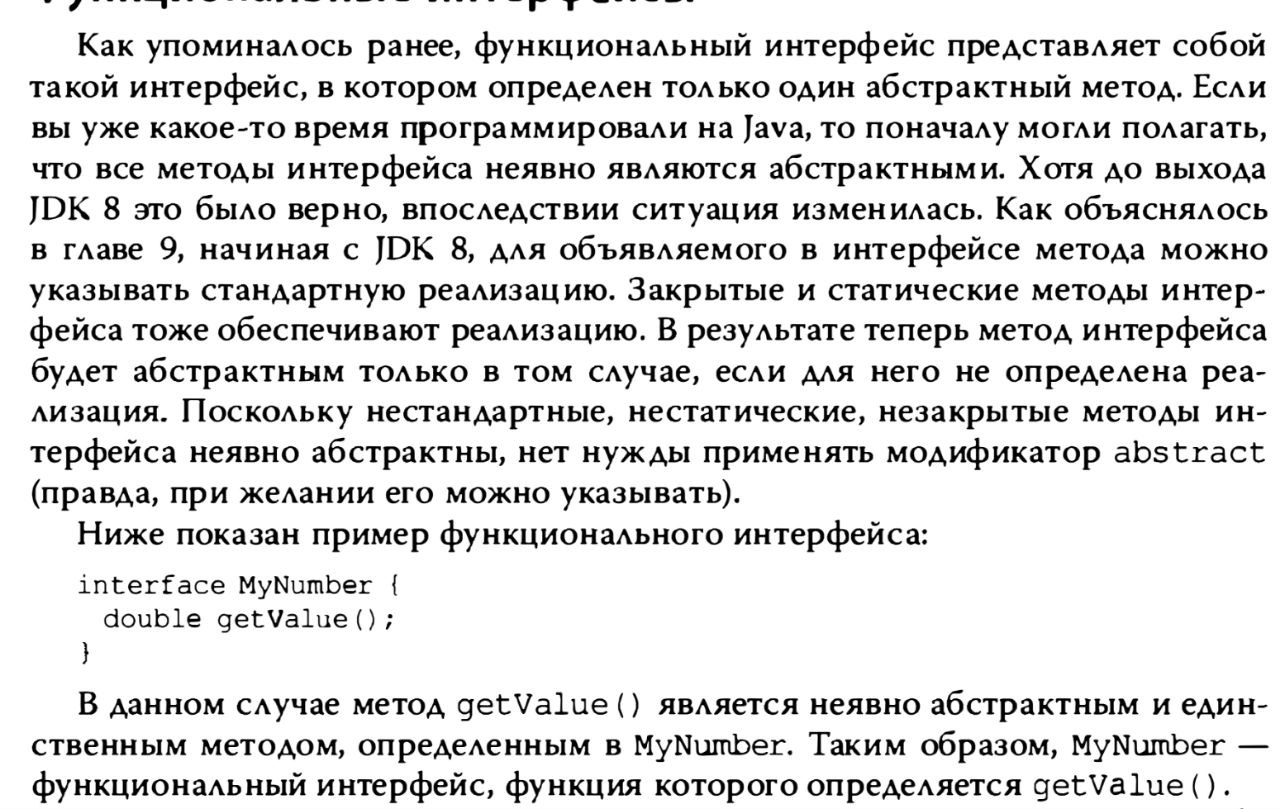 Функциональные интерфейсы
Как упоминалось ранее, функциональный интерфейс представляет собой
такой интерфейс, в котором определен только один абстрактный метод. Если
вы уже какое-то время программировали на Java, то поначалу могли полагать,
что все методы интерфейса неявно являются абстрактными. Хотя до выхода
JDK 8 это было верно, впоследствии ситуация изменилась. Как объяснялось
в главе 9, начиная с JDK 8, для объявляемого в интерфейсе метода можно
указывать стандартную реализацию. Закрытые и статические методы интер-
фейса тоже обеспечивают реализацию. В результате теперь метод интерфейса
будет абстрактным только в том случае, если для него не определена реа-
лизация. Поскольку нестандартные, нестатические, незакрытые методы ин-
терфейса неявно абстрактны, нет нужды применять модификатор abstract
(правда, при желании его можно указывать).
Ниже показан пример функционального интерфейса:
interface MyNumber {
double getValue();
}
В данном случае метод getValue() является неявно абстрактным и един-
ственным методом, определенным в MyNumber. Таким образом, MyNumber —
функциональный интерфейс, функция которого определяется getValue().